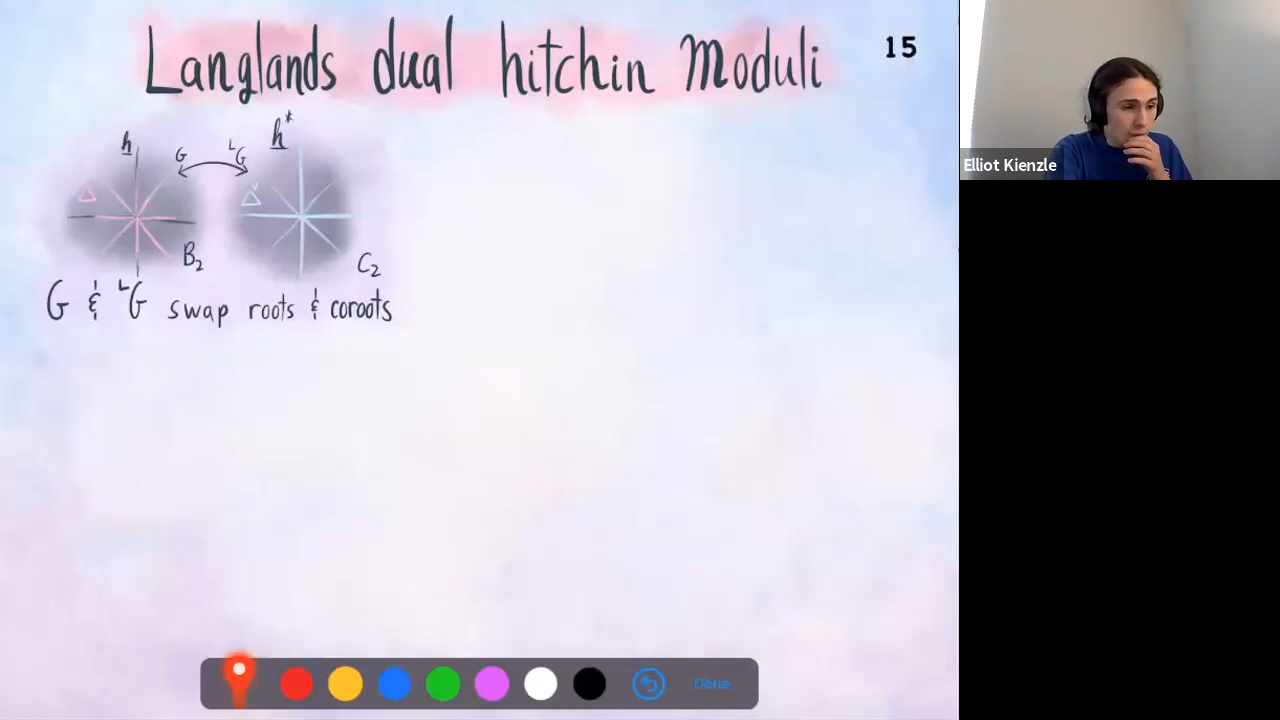 Langlands dual hitchin Moduli
15
h
h*
G ᴸG
Δ
Δ̌
B₂
C₂
G & ᴸG swap roots & coroots
Done
Elliot Kienzle